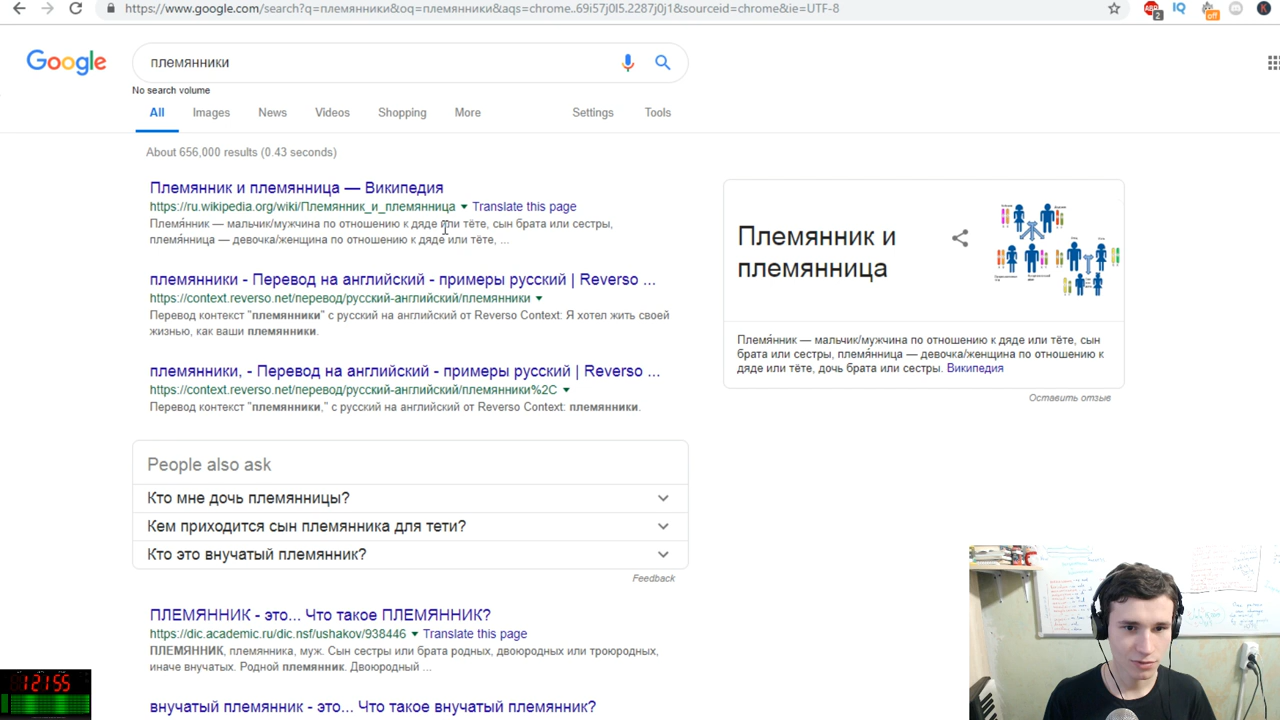 https://www.google.com/search?q=племянники&oq=племянники&aqs=chrome..69i57j0l5.2287j0j1&sourceid=chrome&ie=UTF-8
2
IQ
off
K
Google
племянники
No search volume
All Images News Videos Shopping More Settings Tools
About 656,000 results (0.43 seconds)
Племянник и племянница — Википедия
https://ru.wikipedia.org/wiki/Племянник_и_племянница Translate this page
Племя́нник — мальчик/мужчина по отношению к дяде или тёте, сын брата или сестры,
племя́нница — девочка/женщина по отношению к дяде или тёте, ...
племянники - Перевод на английский - примеры русский | Reverso ...
https://context.reverso.net/перевод/русский-английский/племянники
Перевод контекст "племянники" c русский на английский от Reverso Context: Я хотел жить своей
жизнью, как ваши племянники.
племянники, - Перевод на английский - примеры русский | Reverso ...
https://context.reverso.net/перевод/русский-английский/племянники%2C
Перевод контекст "племянники," c русский на английский от Reverso Context: племянники.
People also ask
Кто мне дочь племянницы?
Кем приходится сын племянника для тети?
Кто это внучатый племянник?
Feedback
ПЛЕМЯННИК - это... Что такое ПЛЕМЯННИК?
https://dic.academic.ru/dic.nsf/ushakov/938446 Translate this page
ПЛЕМЯННИК, племянника, муж. Сын сестры или брата родных, двоюродных или троюродных,
иначе внучатых. Родной племянник. Двоюродный ...
внучатый племянник - это... Что такое внучатый племянник?
Племянник и
племянница
Племя́нник — мальчик/мужчина по отношению к дяде или тёте, сын
брата или сестры, племя́нница — девочка/женщина по отношению к
дяде или тёте, дочь брата или сестры. Википедия
Оставить отзыв
12155